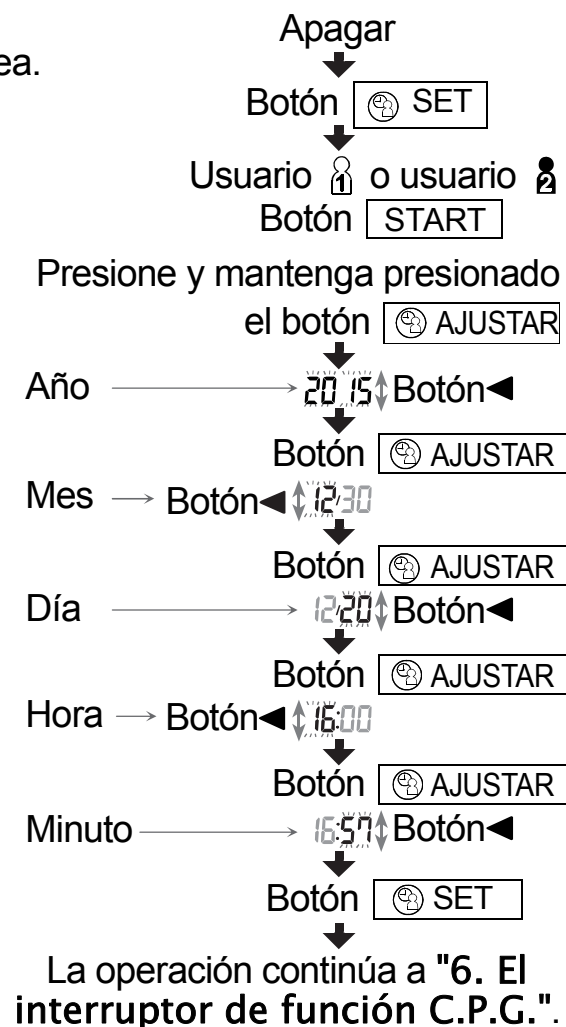 Apagar
ea.
Botón SET
Usuario 1 o usuario 2
Botón START
Presione y mantenga presionado
el botón AJUSTAR
Año 2015 Botón
Botón AJUSTAR
Mes Botón 12/30
Botón AJUSTAR
Día 12/20 Botón
Botón AJUSTAR
Hora Botón 16:00
Botón AJUSTAR
Minuto 16:57 Botón
Botón SET
La operación continúa a "6. El
interruptor de función C.P.G.".